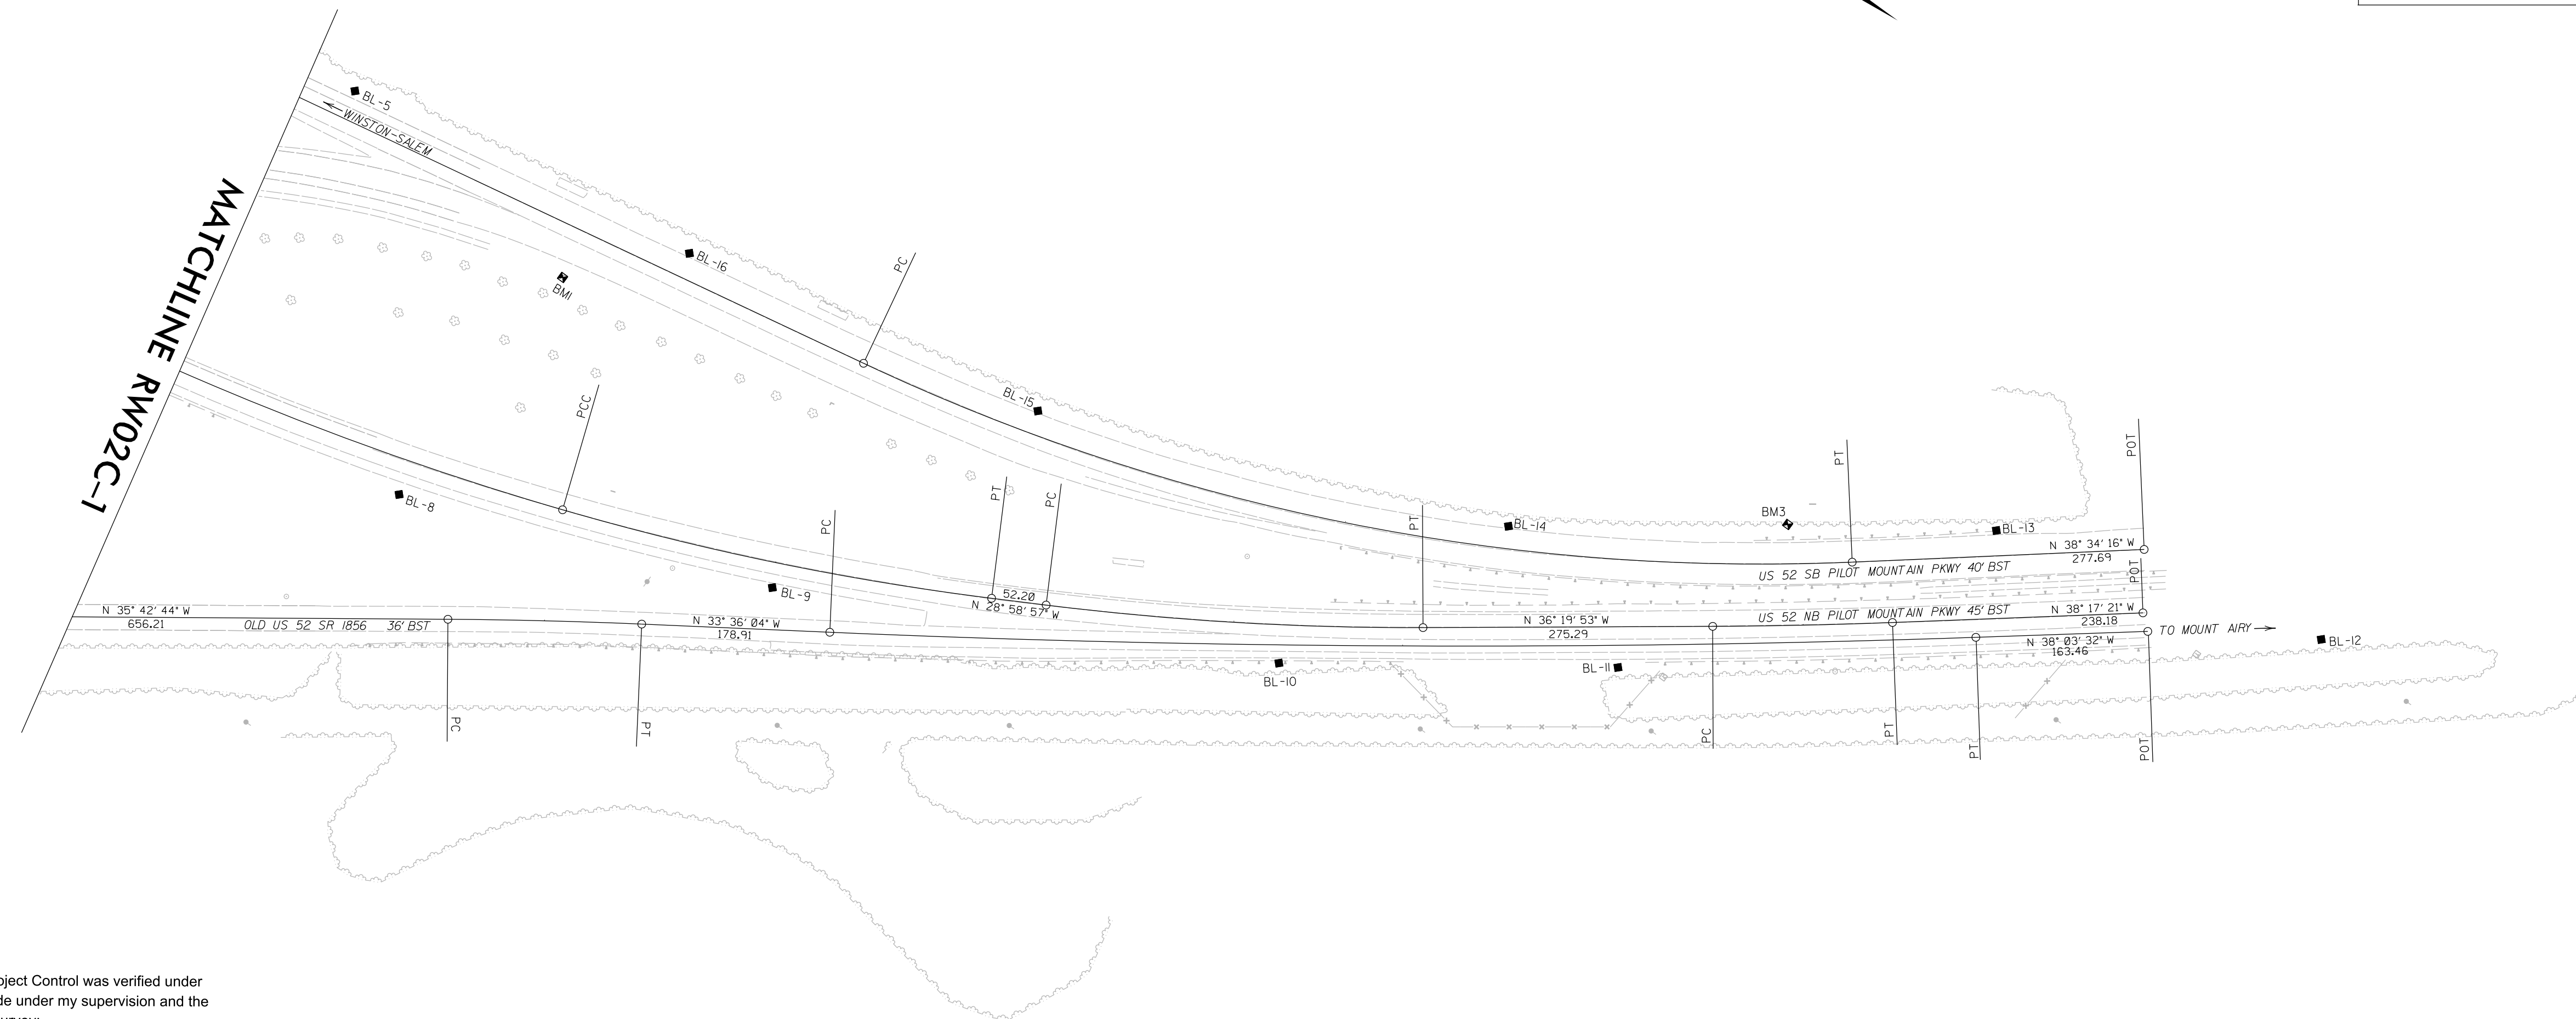 BL-5
WINSTON-SALEM
MATCHLINE RW02C-1
BL-16
BM1
PC
BL-15
PCC
BL-8
PC
PT
PC
PT
BL-14
BM3
PT
BL-13
POT
N 38° 34' 16" W
277.69
US 52 SB PILOT MOUNTAIN PKWY 40' BST
POT
BL-9
52.20
N 28° 58' 57" W
N 35° 42' 44" W
656.21
OLD US 52 SR 1856 36' BST
N 33° 36' 04" W
178.91
N 36° 19' 53" W
275.29
US 52 NB PILOT MOUNTAIN PKWY 45' BST
N 38° 17' 21" W
238.18
TO MOUNT AIRY
N 38° 03' 32" W
163.46
BL-12
BL-10
BL-11
PC
PT
PC
PT
PT
POT
oject Control was verified under
de under my supervision and the